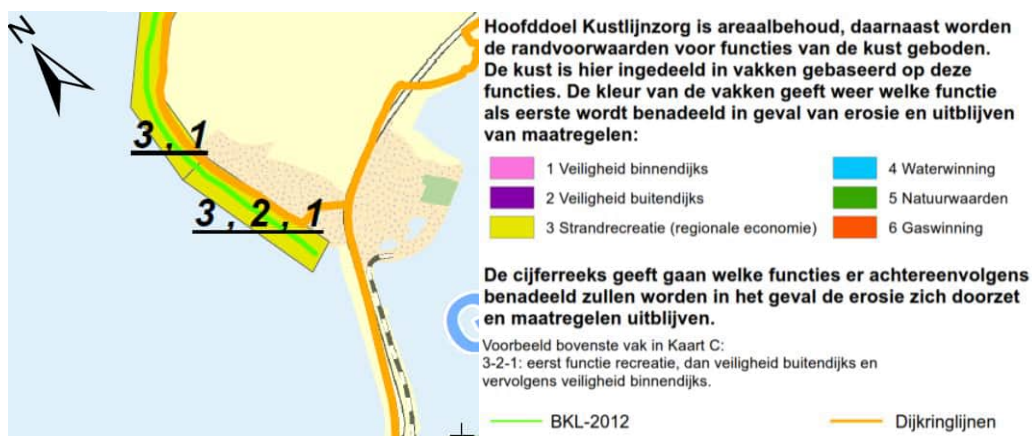 N
3 , 1
3 , 2 , 1
Hoofddoel Kustlijnzorg is areaalbehoud, daarnaast worden
de randvoorwaarden voor functies van de kust geboden.
De kust is hier ingedeeld in vakken gebaseerd op deze
functies. De kleur van de vakken geeft weer welke functie
als eerste wordt benadeeld in geval van erosie en uitblijven
van maatregelen:
1 Veiligheid binnendijks
2 Veiligheid buitendijks
3 Strandrecreatie (regionale economie)
4 Waterwinning
5 Natuurwaarden
6 Gaswinning
De cijferreeks geeft gaan welke functies er achtereenvolgens
benadeeld zullen worden in het geval de erosie zich doorzet
en maatregelen uitblijven.
Voorbeeld bovenste vak in Kaart C:
3-2-1: eerst functie recreatie, dan veiligheid buitendijks en
vervolgens veiligheid binnendijks.
BKL-2012
Dijkringlijnen